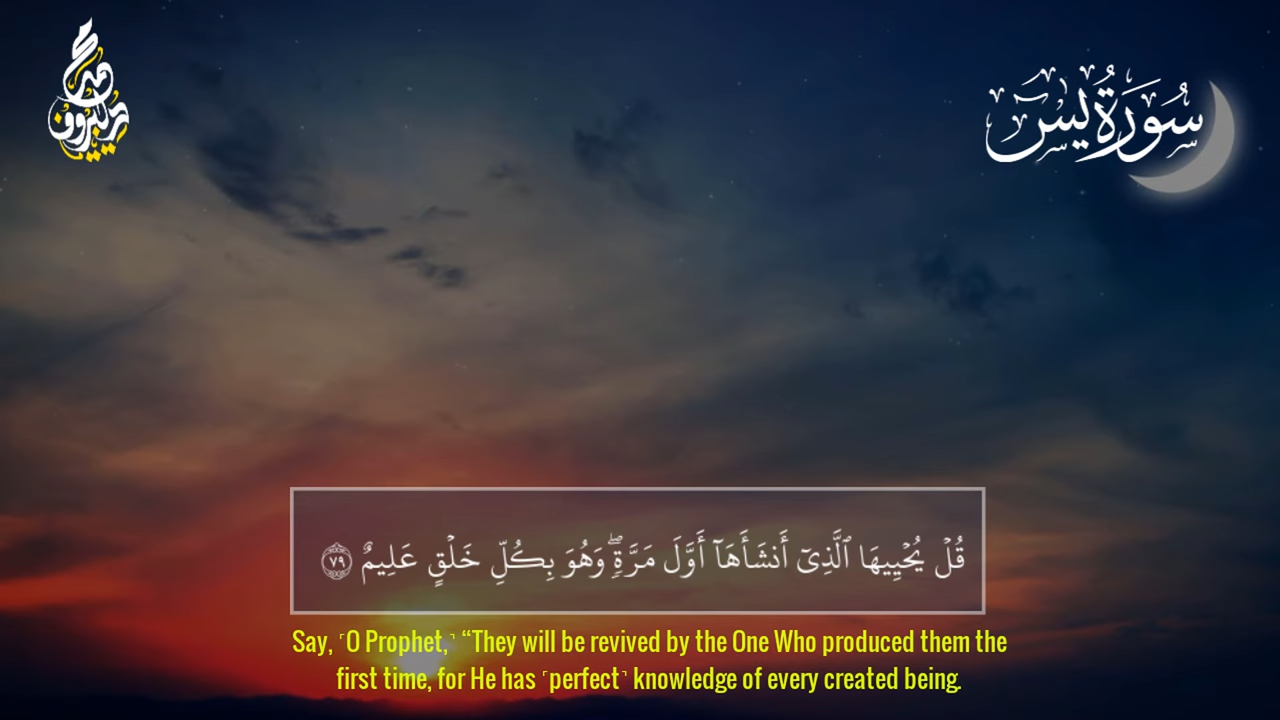 سُورَةُ يسٓ
قُلۡ يُحۡيِيهَا ٱلَّذِىٓ أَنشَأَهَآ أَوَّلَ مَرَّةٍۖ وَهُوَ بِكُلِّ خَلۡقٍ عَلِيمٌ ٧٩
Say, ˹O Prophet,˺ “They will be revived by the One Who produced them the
first time, for He has ˹perfect˺ knowledge of every created being.